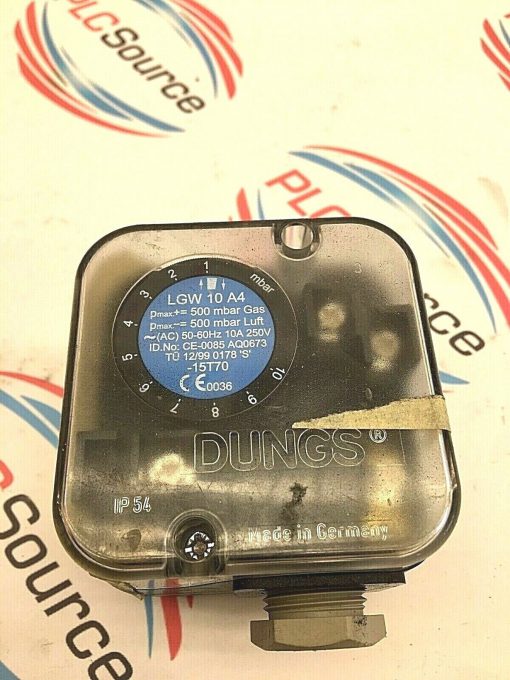 PLCSource
PLCSource
1
2
3
4
5
6
7
8
9
10
mbar
LGW 10 A4
pmax.+= 500 mbar Gas
pmax.–= 500 mbar Luft
~(AC) 50-60Hz 10A 250V
ID.No: CE-0085 AQ0673
TÜ 12/99 0178 'S'
-15T70
CE0036
3
DUNGS®
IP 54
Made in Germany
PLCSource
PLC
Source